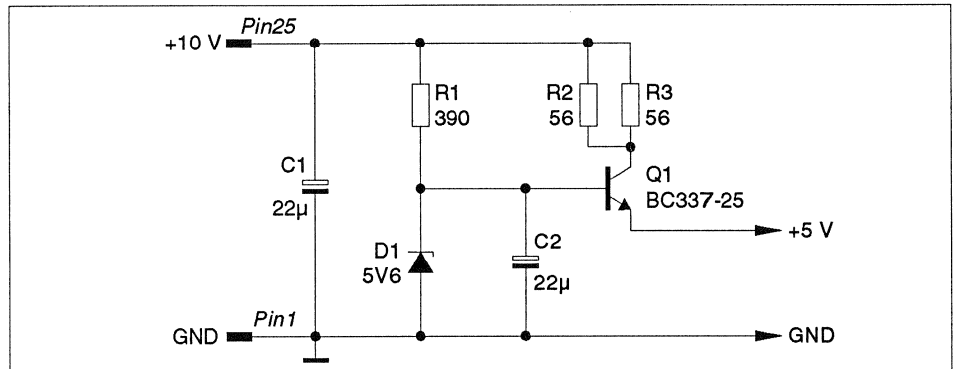 Pin25
+10 V
R1
390
R2
56
R3
56
C1
22µ
Q1
BC337-25
+5 V
D1
5V6
C2
22µ
Pin1
GND
GND